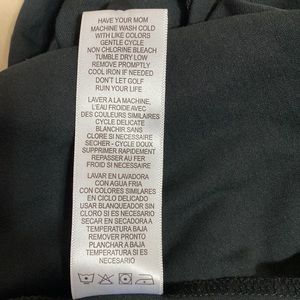 HAVE YOUR MOM
MACHINE WASH COLD
WITH LIKE COLORS
GENTLE CYCLE
NON CHLORINE BLEACH
TUMBLE DRY LOW
REMOVE PROMPTLY
COOL IRON IF NEEDED
DON'T LET GOLF
RUIN YOUR LIFE
LAVER A LA MACHINE,
L'EAU FROIDE AVEC
DES COULEURS SIMILAIRES
CYCLE DELICATE
BLANCHIR SANS
CLORE SI NECESSAIRE
SECHER - CYCLE DOUX
SUPPRIMER RAPIDEMENT
REPASSER AU FER
FROID SI NECESSAIRE
LAVAR EN LAVADORA
CON AGUA FRIA
CON COLORES SIMILARES
EN CICLO DELICADO
USAR BLANQUEADOR SIN
CLORO SI ES NECESARIO
SECAR EN SECADORA A
TEMPERATURA BAJA
REMOVER PRONTO
PLANCHAR A BAJA
TEMPERATURA SI ES
NECESARIO